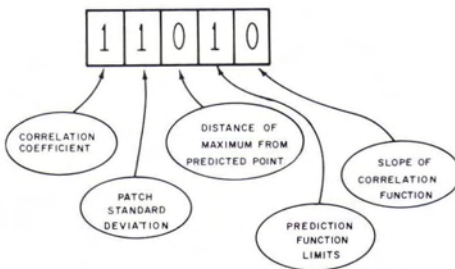 1 1 0 1 0
CORRELATION
COEFFICIENT
DISTANCE OF
MAXIMUM FROM
PREDICTED POINT
SLOPE OF
CORRELATION
FUNCTION
PATCH
STANDARD
DEVIATION
PREDICTION
FUNCTION
LIMITS